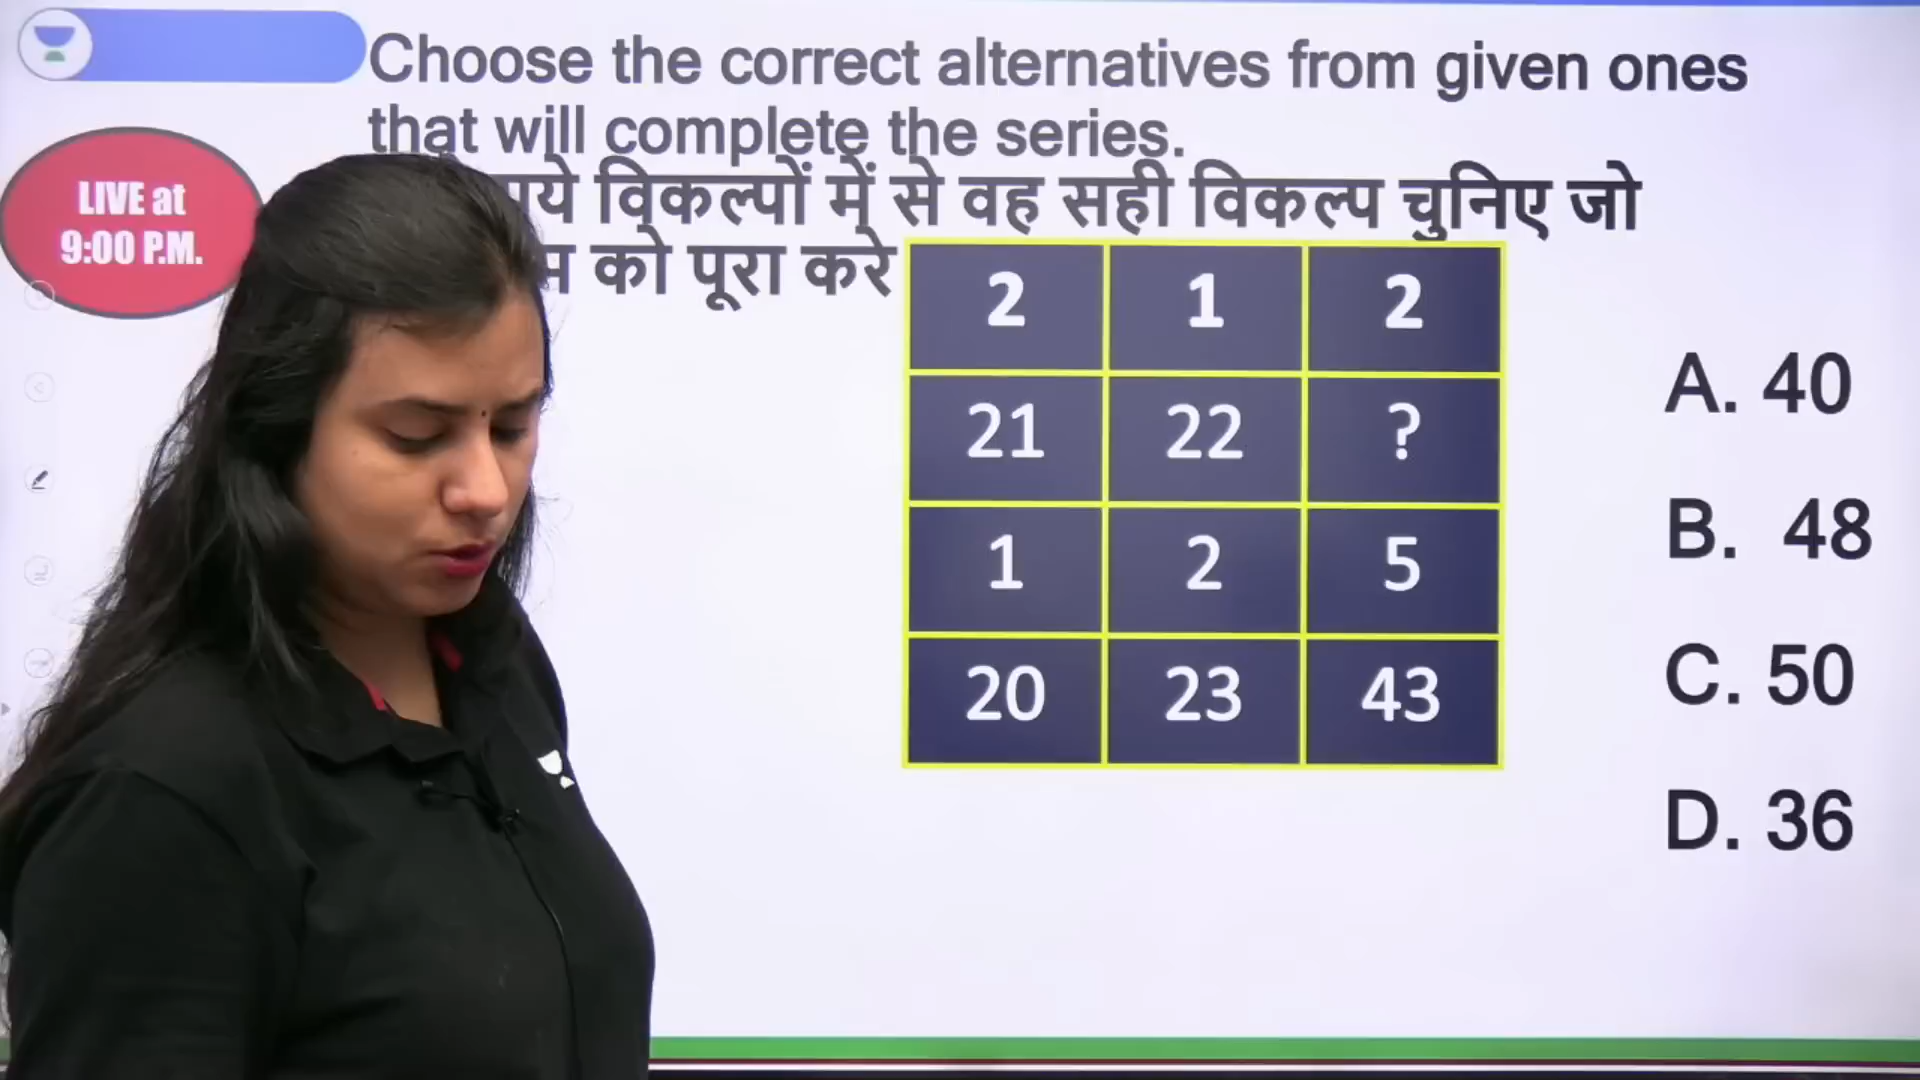 Choose the correct alternatives from given ones
that will complete the series.
विकल्पों में से वह सही विकल्प चुनिए जो
को पूरा करे
LIVE at
9:00 P.M.
2 1 2
21 22 ?
1 2 5
20 23 43
A. 40
B. 48
C. 50
D. 36